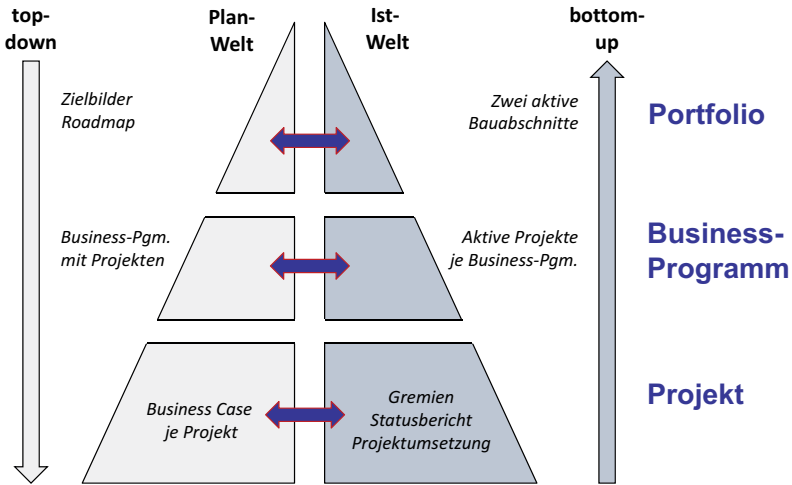 top-
down
Plan-
Welt
Ist-
Welt
bottom-
up
Zielbilder
Roadmap
Zwei aktive
Bauabschnitte
Portfolio
Business-Pgm.
mit Projekten
Aktive Projekte
je Business-Pgm.
Business-
Programm
Business Case
je Projekt
Gremien
Statusbericht
Projektumsetzung
Projekt